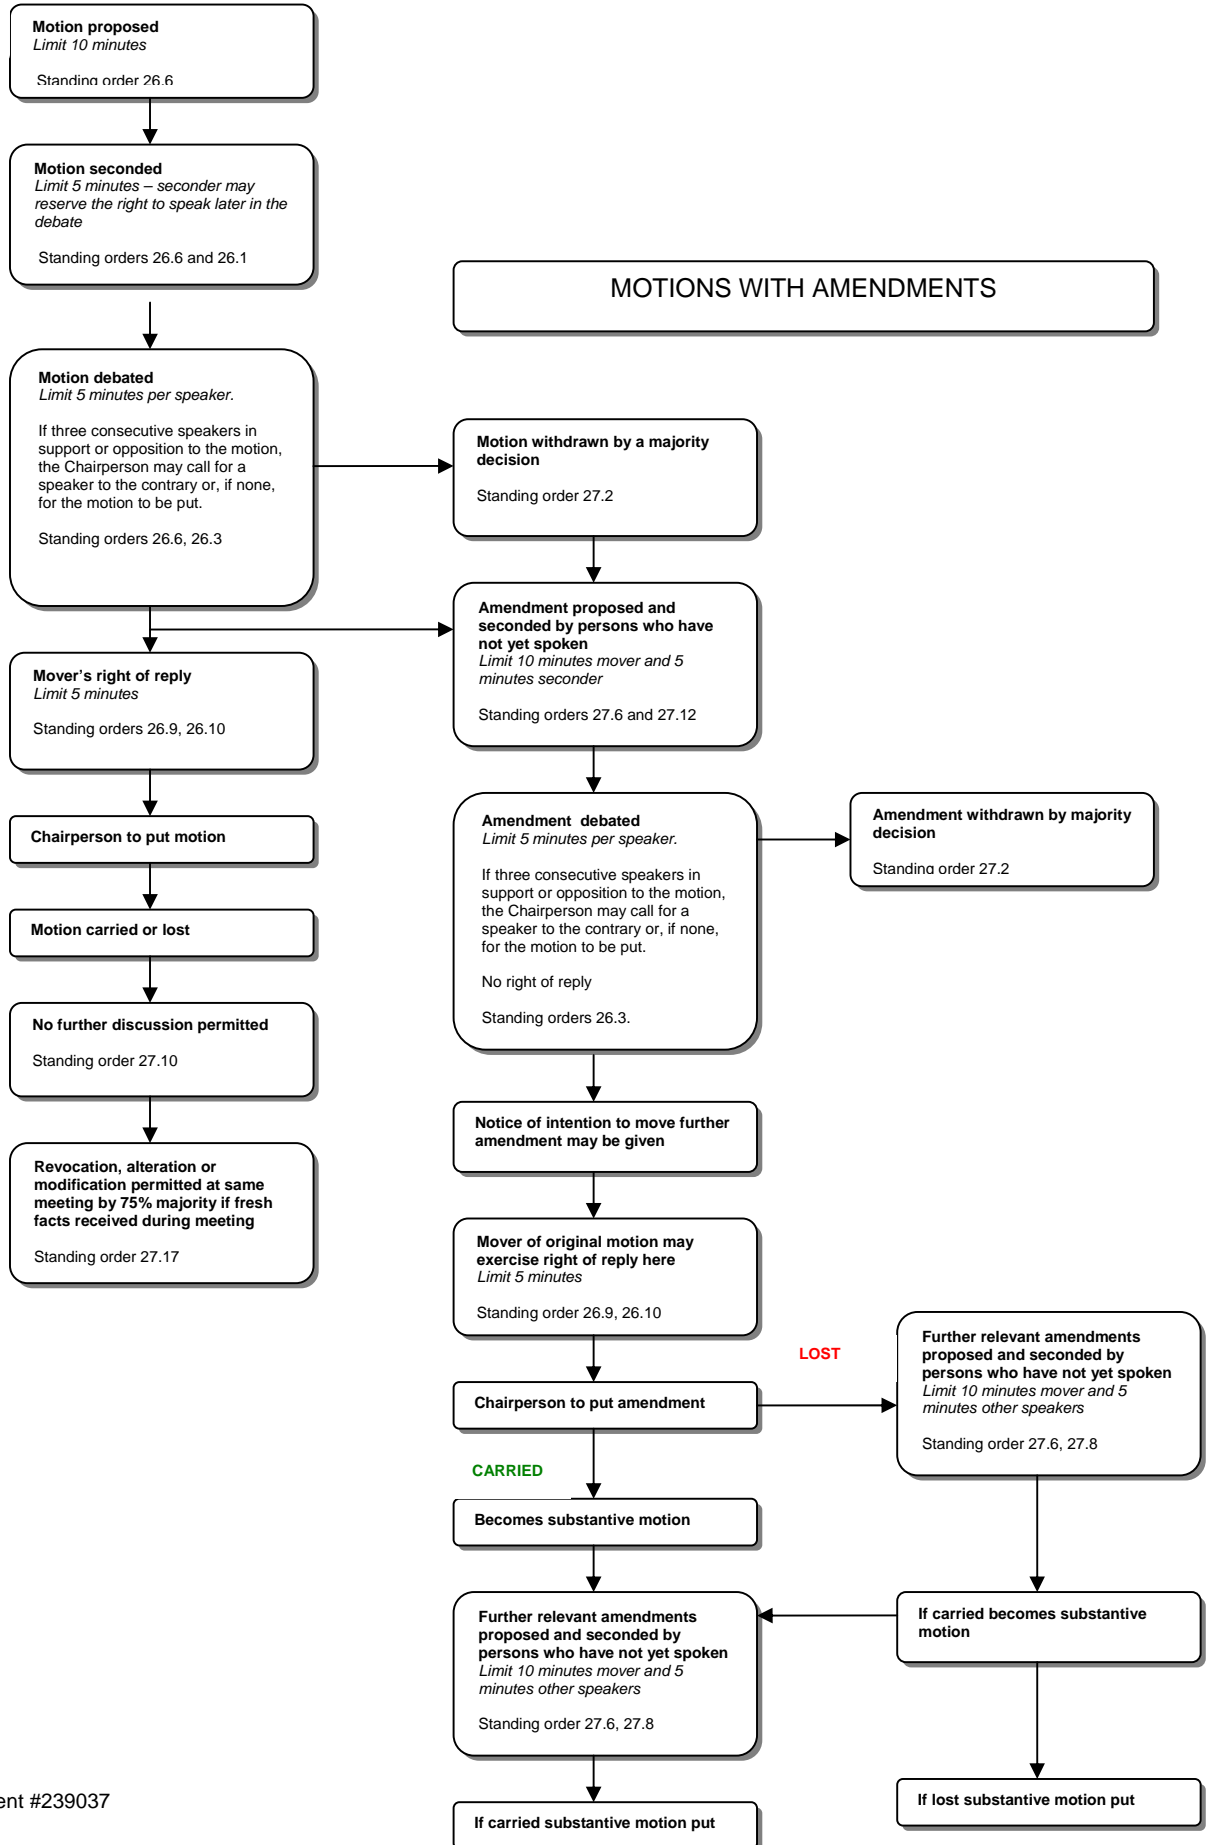 Motion proposed
Limit 10 minutes
Standing order 26.6
Motion seconded
Limit 5 minutes – seconder may
reserve the right to speak later in the
debate
Standing orders 26.6 and 26.1
MOTIONS WITH AMENDMENTS
Motion debated
Limit 5 minutes per speaker.
If three consecutive speakers in
support or opposition to the motion,
the Chairperson may call for a
speaker to the contrary or, if none,
for the motion to be put.
Standing orders 26.6, 26.3
Motion withdrawn by a majority
decision
Standing order 27.2
Amendment proposed and
seconded by persons who have
not yet spoken
Limit 10 minutes mover and 5
minutes seconder
Standing orders 27.6 and 27.12
Mover's right of reply
Limit 5 minutes
Standing orders 26.9, 26.10
Chairperson to put motion
Motion carried or lost
No further discussion permitted
Standing order 27.10
Revocation, alteration or
modification permitted at same
meeting by 75% majority if fresh
facts received during meeting
Standing order 27.17
Amendment  debated
Limit 5 minutes per speaker.
If three consecutive speakers in
support or opposition to the motion,
the Chairperson may call for a
speaker to the contrary or, if none,
for the motion to be put.
No right of reply
Standing orders 26.3.
Amendment withdrawn by majority
decision
Standing order 27.2
Notice of intention to move further
amendment may be given
Mover of original motion may
exercise right of reply here
Limit 5 minutes
Standing order 26.9, 26.10
LOST
Chairperson to put amendment
Further relevant amendments
proposed and seconded by
persons who have not yet spoken
Limit 10 minutes mover and 5
minutes other speakers
Standing order 27.6, 27.8
CARRIED
Becomes substantive motion
Further relevant amendments
proposed and seconded by
persons who have not yet spoken
Limit 10 minutes mover and 5
minutes other speakers
Standing order 27.6, 27.8
If carried becomes substantive
motion
If lost substantive motion put
If carried substantive motion put
ent #239037